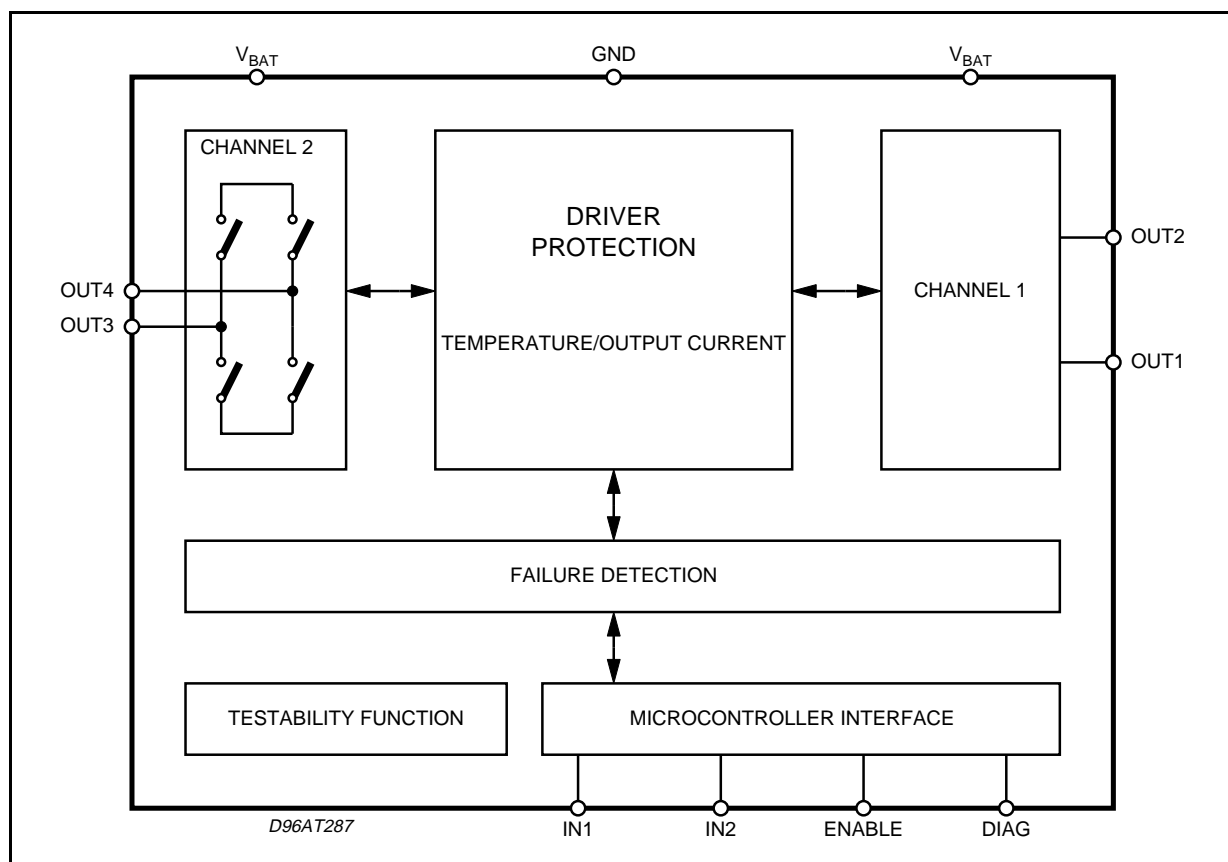 VBAT
GND
VBAT
CHANNEL 2
DRIVER
PROTECTION
OUT2
OUT4
CHANNEL 1
OUT3
TEMPERATURE/OUTPUT CURRENT
OUT1
FAILURE DETECTION
TESTABILITY FUNCTION
MICROCONTROLLER INTERFACE
D96AT287
IN1
IN2
ENABLE
DIAG